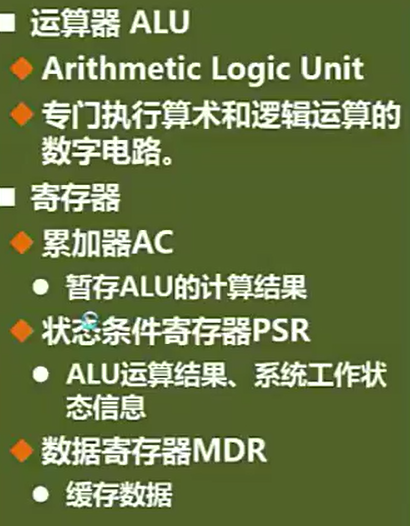 运算器 ALU
Arithmetic Logic Unit
专门执行算术和逻辑运算的
数字电路。
寄存器
累加器AC
暂存ALU的计算结果
状态条件寄存器PSR
ALU运算结果、系统工作状
态信息
数据寄存器MDR
缓存数据